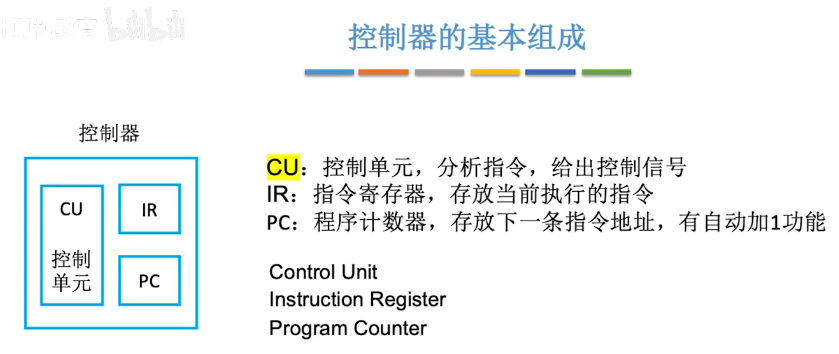 bilibili
控制器的基本组成
控制器
CU
控制
单元
IR
PC
CU：控制单元，分析指令，给出控制信号
IR：指令寄存器，存放当前执行的指令
PC：程序计数器，存放下一条指令地址，有自动加1功能
Control Unit
Instruction Register
Program Counter